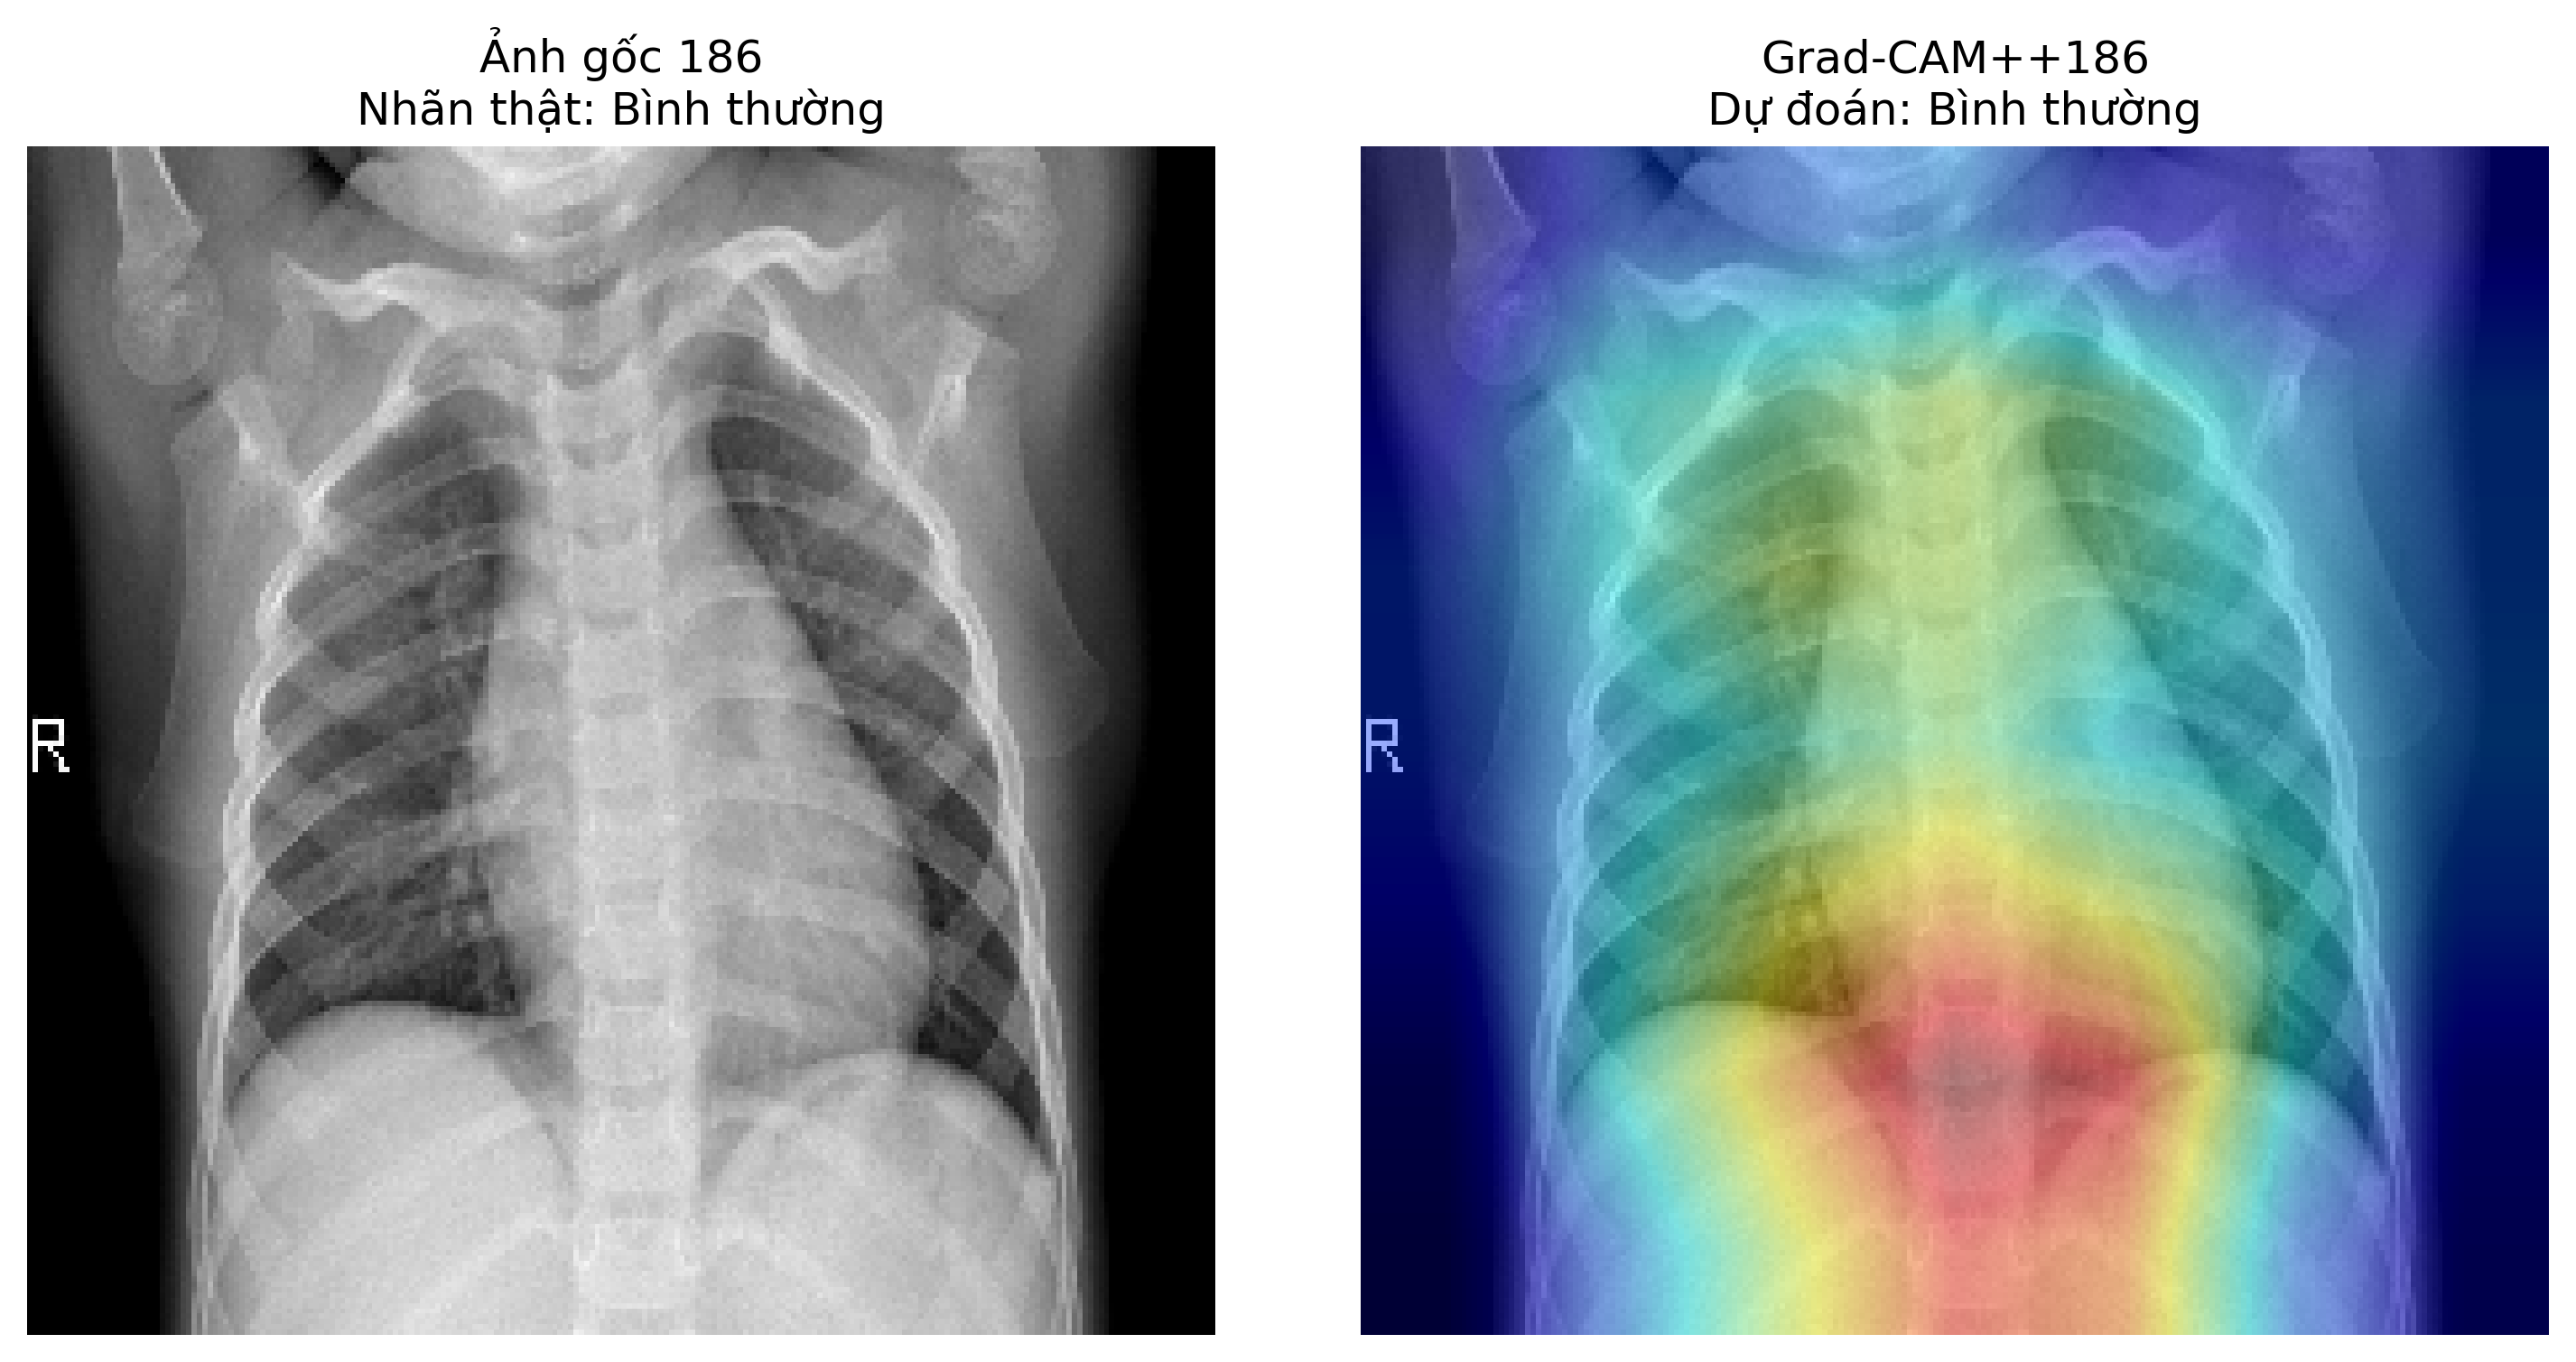 Ảnh gốc 186
Nhãn thật: Bình thường
Grad-CAM++186
Dự đoán: Bình thường
R
R